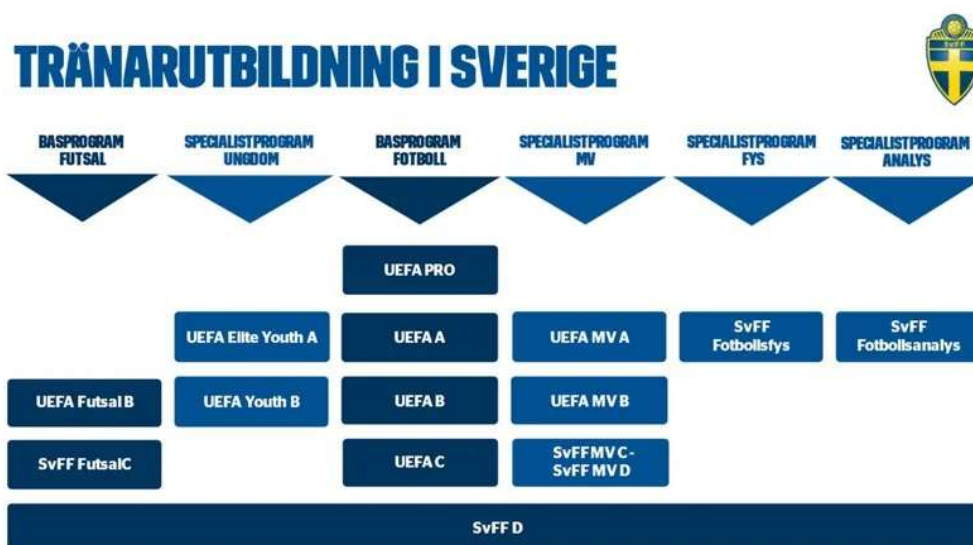 TRÄNARUTBILDNING I SVERIGE
SvFF
BASPROGRAM
FUTSAL
SPECIALISTPROGRAM
UNGDOM
BASPROGRAM
FOTBOLL
SPECIALISTPROGRAM
MV
SPECIALISTPROGRAM
FYS
SPECIALISTPROGRAM
ANALYS
UEFA PRO
UEFA Elite Youth A
UEFA A
UEFA MV A
SvFF
Fotbollsfys
SvFF
Fotbollsanalys
UEFA Futsal B
UEFA Youth B
UEFA B
UEFA MV B
SvFF FutsalC
UEFA C
SvFFMV C -
SvFF MV D
SvFF D